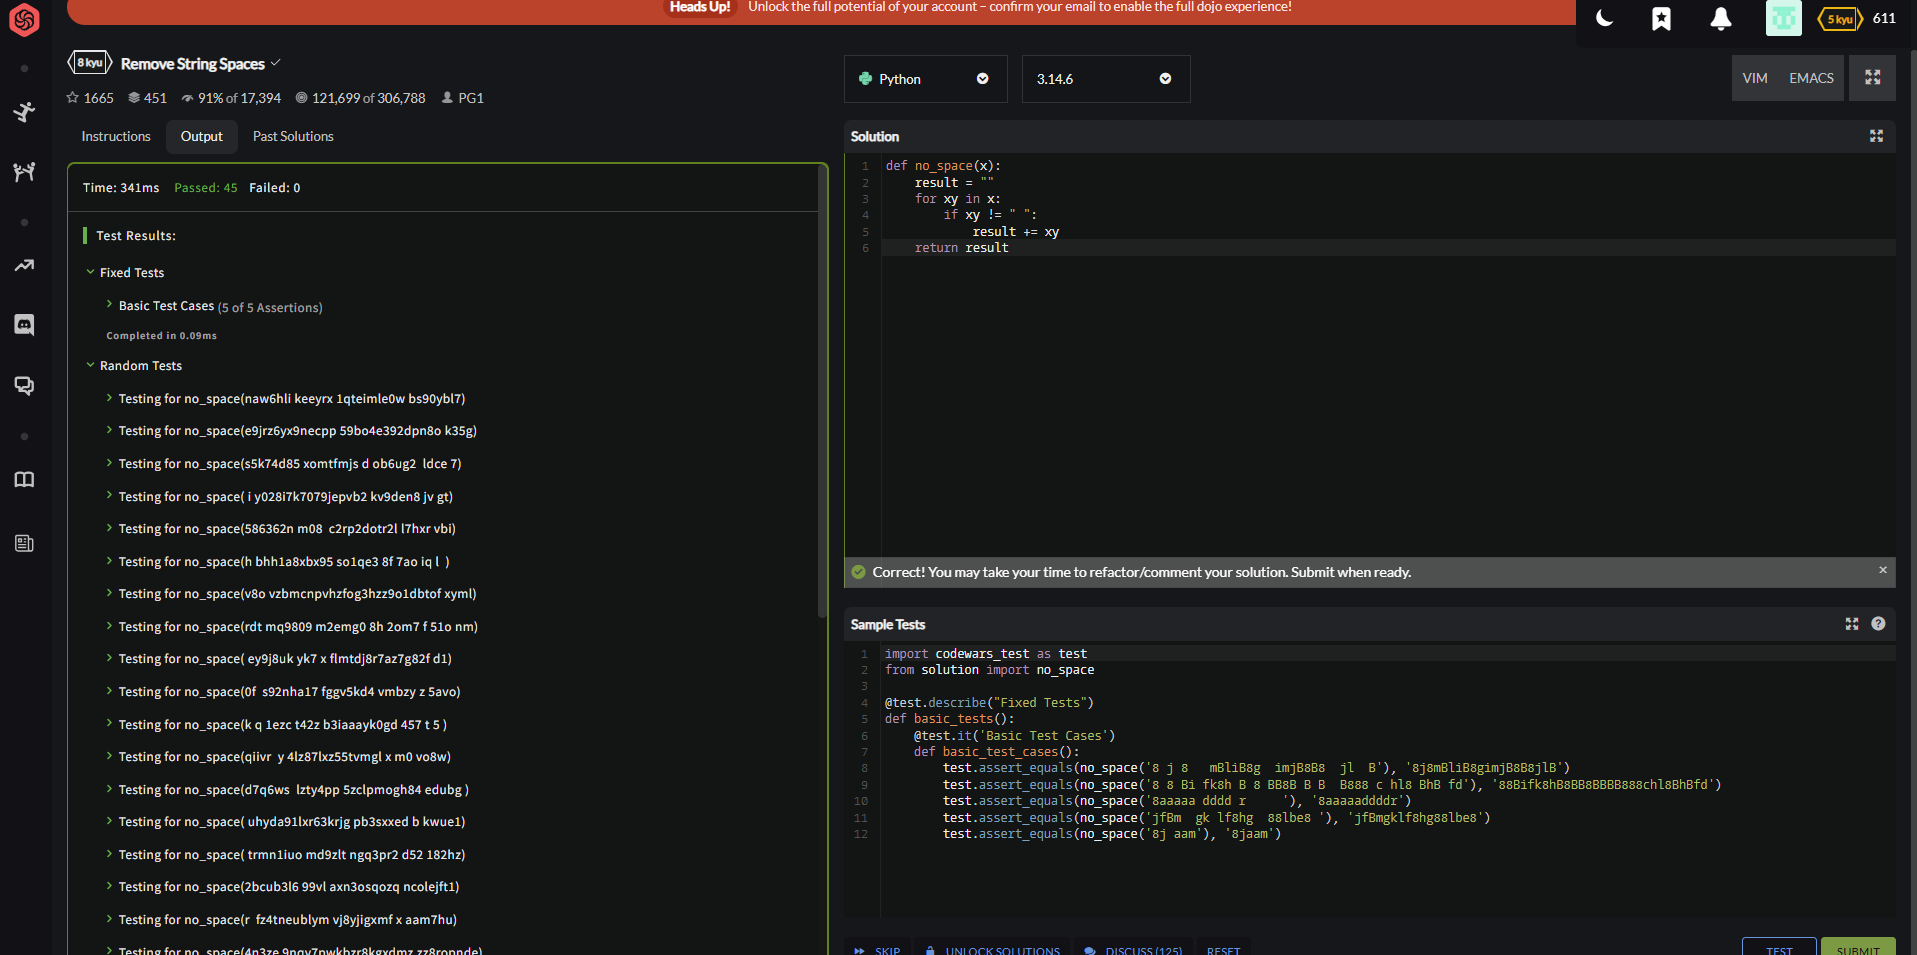 Heads Up! Unlock the full potential of your account – confirm your email to enable the full dojo experience!
5 kyu 611
8 kyu Remove String Spaces
1665 451 91% of 17,394 121,699 of 306,788 PG1
Instructions Output Past Solutions
Time: 341ms Passed: 45 Failed: 0
Test Results:
Fixed Tests
Basic Test Cases (5 of 5 Assertions)
Completed in 0.09ms
Random Tests
Testing for no_space(naw6hli keeyrx 1qteimle0w bs90ybl7)
Testing for no_space(e9jrz6yx9necpp 59bo4e392dpn8o k35g)
Testing for no_space(s5k74d85 xomtfmjs d ob6ug2  ldce 7)
Testing for no_space( i y028i7k7079jepvb2 kv9den8 jv gt)
Testing for no_space(586362n m08  c2rp2dotr2l l7hxr vbi)
Testing for no_space(h bhh1a8xbx95 so1qe3 8f 7ao iq l  )
Testing for no_space(v8o vzbmcnpvhzfog3hzz9o1dbtof xyml)
Testing for no_space(rdt mq9809 m2emg0 8h 2om7 f 51o nm)
Testing for no_space( ey9j8uk yk7 x flmtdj8r7az7g82f d1)
Testing for no_space(0f  s92nha17 fggv5kd4 vmbzy z 5avo)
Testing for no_space(k q 1ezc t42z b3iaaayk0gd 457 t 5 )
Testing for no_space(qiivr  y 4lz87lxz55tvmgl x m0 vo8w)
Testing for no_space(d7q6ws  lzty4pp 5zclpmogh84 edubg )
Testing for no_space( uhyda91lxr63krjg pb3sxxed b kwue1)
Testing for no_space( trmn1iuo md9zlt ngq3pr2 d52 182hz)
Testing for no_space(2bcub3l6 99vl axn3osqozq ncolejft1)
Testing for no_space(r  fz4tneublym vj8yjigxmf x aam7hu)
Testing for no_space(4n3ze 9nqv7pwkbzr8kgxdmz zz8ropnde)
Python 3.14.6 VIM EMACS
Solution
1 def no_space(x):
2     result = ""
3     for xy in x:
4         if xy != " ":
5             result += xy
6     return result
Correct! You may take your time to refactor/comment your solution. Submit when ready. ×
Sample Tests ?
1 import codewars_test as test
2 from solution import no_space
3
4 @test.describe("Fixed Tests")
5 def basic_tests():
6     @test.it('Basic Test Cases')
7     def basic_test_cases():
8         test.assert_equals(no_space('8 j 8   mBliB8g  imjB8B8  jl  B'), '8j8mBliB8gimjB8B8jlB')
9         test.assert_equals(no_space('8 8 Bi fk8h B 8 BB8B B B  B888 c hl8 BhB fd'), '88Bifk8hB8BB8BBBB888chl8BhBfd')
10         test.assert_equals(no_space('8aaaaa dddd r     '), '8aaaaaddddr')
11         test.assert_equals(no_space('jfBm  gk lf8hg  88lbe8 '), 'jfBmgklf8hg88lbe8')
12         test.assert_equals(no_space('8j aam'), '8jaam')
SKIP UNLOCK SOLUTIONS DISCUSS (125) RESET TEST SUBMIT